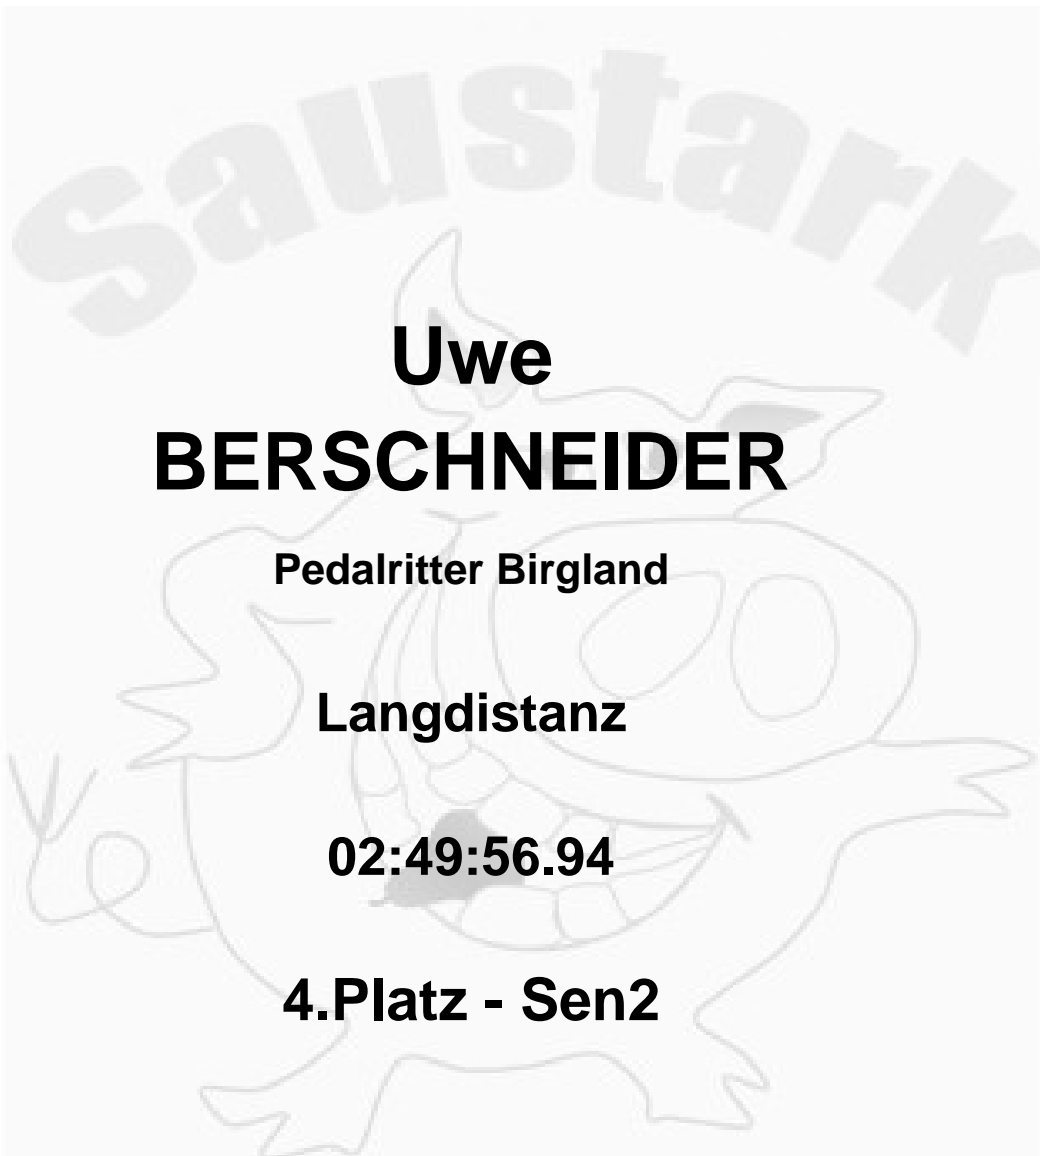 Saustark
Uwe
BERSCHNEIDER
Pedalritter Birgland
Langdistanz
02:49:56.94
4.Platz - Sen2